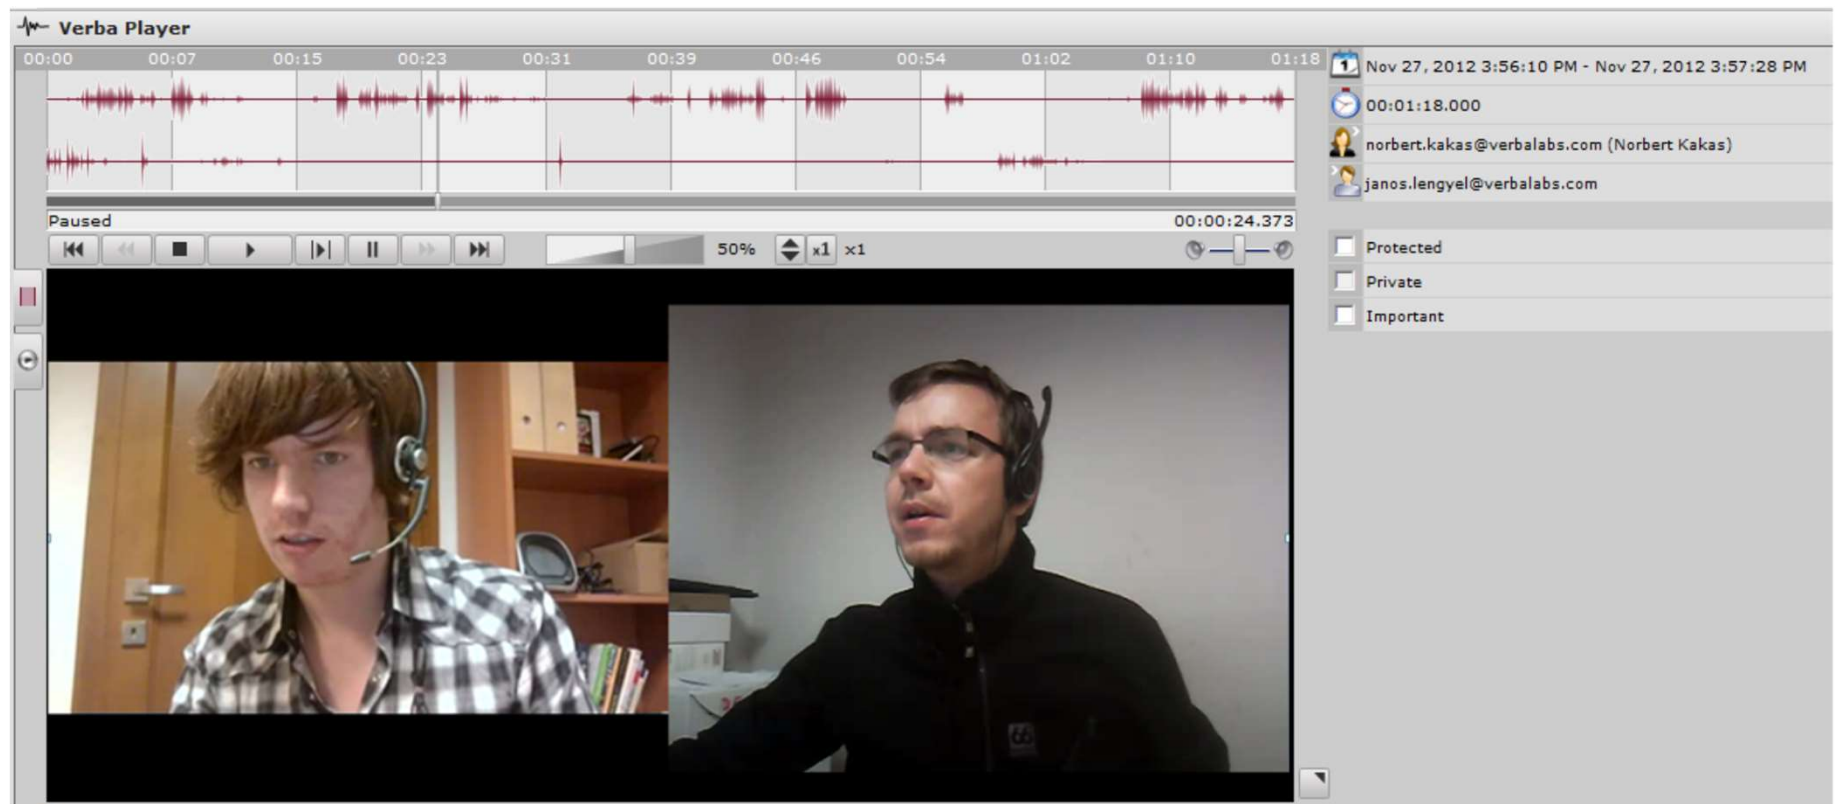 Verba Player
00:00 00:07 00:15 00:23 00:31 00:39 00:46 00:54 01:02 01:10 01:18
Nov 27, 2012 3:56:10 PM - Nov 27, 2012 3:57:28 PM
00:01:18.000
norbert.kakas@verbalabs.com (Norbert Kakas)
janos.lengyel@verbalabs.com
Paused 00:00:24.373
50% x1 x1
Protected
Private
Important
66